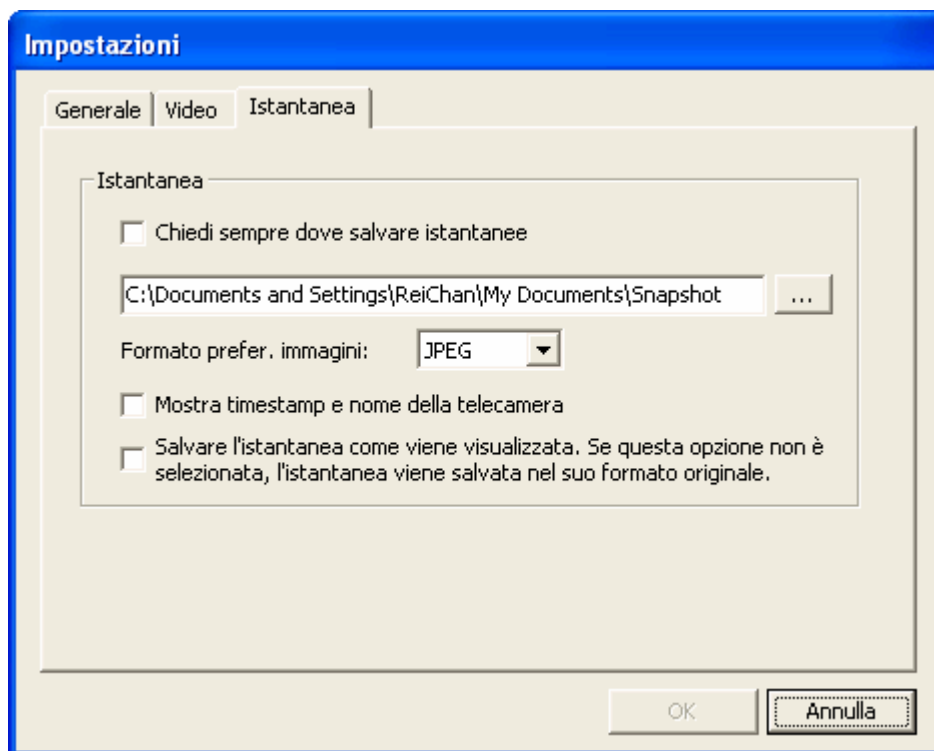 Impostazioni
Generale Video Istantanea
Istantanea
Chiedi sempre dove salvare istantanee
C:\Documents and Settings\ReiChan\My Documents\Snapshot ...
Formato prefer. immagini: JPEG
Mostra timestamp e nome della telecamera
Salvare l'istantanea come viene visualizzata. Se questa opzione non è
selezionata, l'istantanea viene salvata nel suo formato originale.
OK Annulla